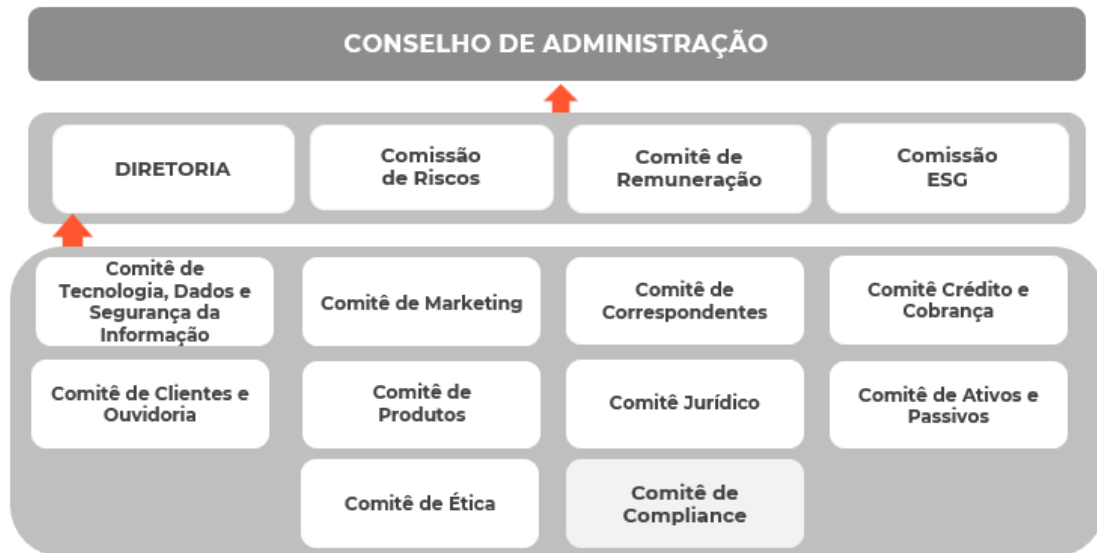 CONSELHO DE ADMINISTRAÇÃO
DIRETORIA
Comissão
de Riscos
Comitê de
Remuneração
Comissão
ESG
Comitê de
Tecnologia, Dados e
Segurança da
Informação
Comitê de Marketing
Comitê de
Correspondentes
Comitê Crédito e
Cobrança
Comitê de Clientes e
Ouvidoria
Comitê de
Produtos
Comitê Jurídico
Comitê de Ativos e
Passivos
Comitê de Ética
Comitê de
Compliance